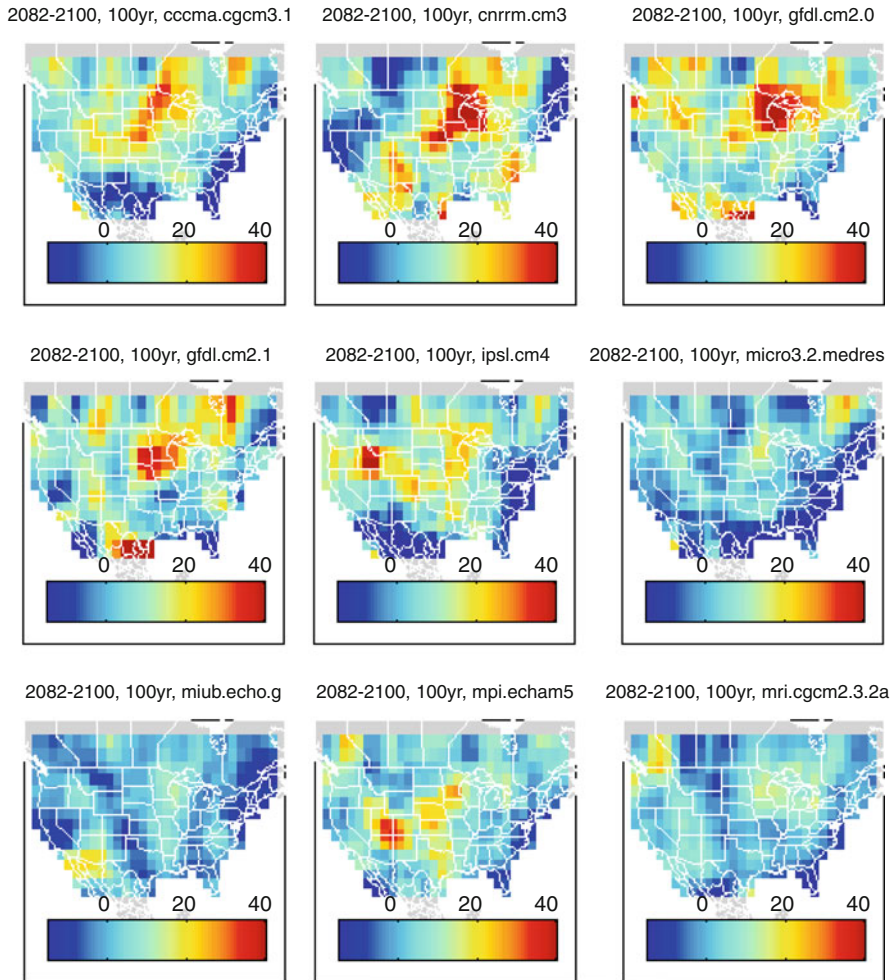 2082-2100, 100yr, cccma.cgcm3.1
2082-2100, 100yr, cnrrm.cm3
2082-2100, 100yr, gfdl.cm2.0
0 20 40
0 20 40
0 20 40
2082-2100, 100yr, gfdl.cm2.1
2082-2100, 100yr, ipsl.cm4
2082-2100, 100yr, micro3.2.medres
0 20 40
0 20 40
0 20 40
2082-2100, 100yr, miub.echo.g
2082-2100, 100yr, mpi.echam5
2082-2100, 100yr, mri.cgcm2.3.2a
0 20 40
0 20 40
0 20 40